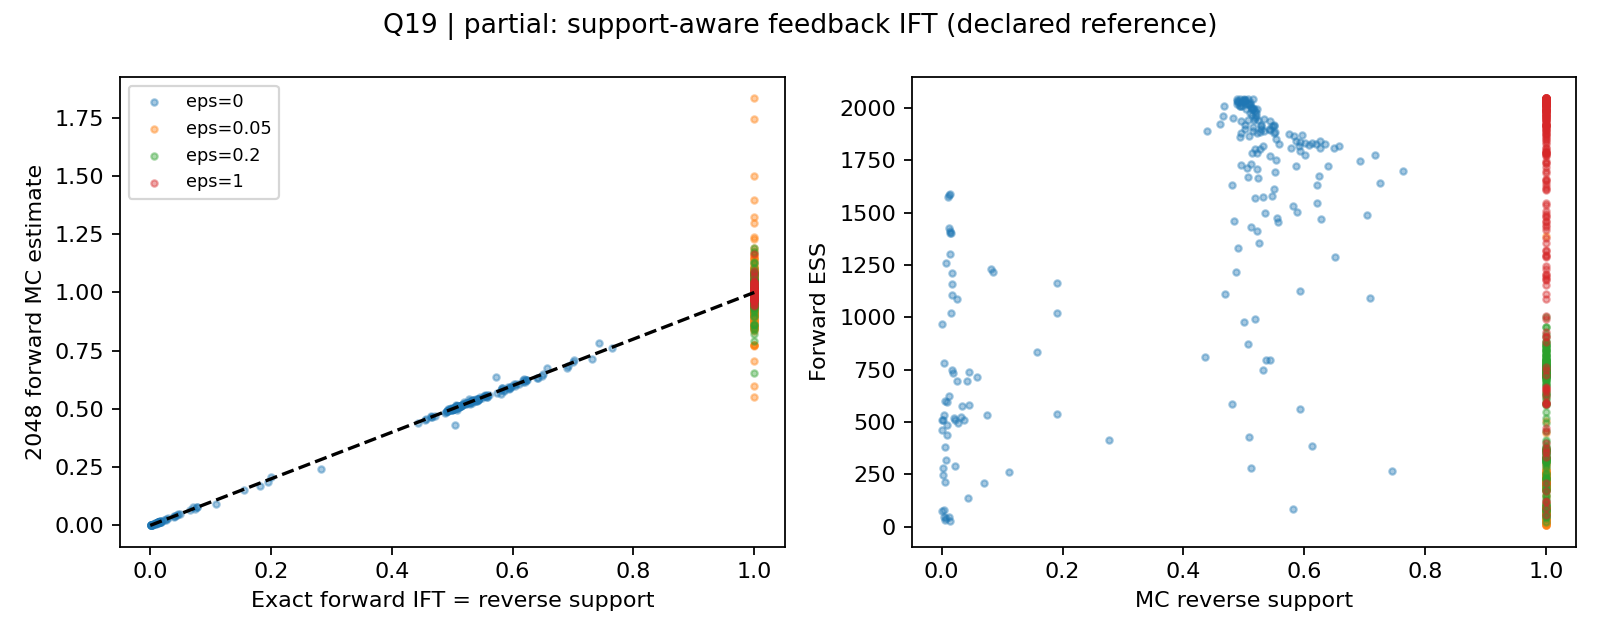 Q19 | partial: support-aware feedback IFT (declared reference)
2048 forward MC estimate
1.75
1.50
1.25
1.00
0.75
0.50
0.25
0.00
eps=0
eps=0.05
eps=0.2
eps=1
0.0 0.2 0.4 0.6 0.8 1.0
Exact forward IFT = reverse support
Forward ESS
2000
1750
1500
1250
1000
750
500
250
0
0.0 0.2 0.4 0.6 0.8 1.0
MC reverse support